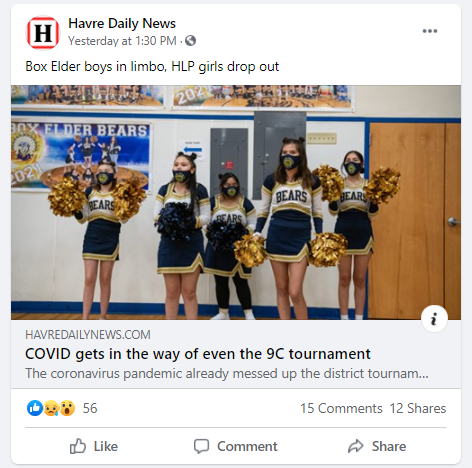 H
Havre Daily News
Yesterday at 1:30 PM ·
Box Elder boys in limbo, HLP girls drop out
BOX ELDER BEARS
BEARS
BEARS
BEARS
BEARS
BEARS
i
HAVREDAILYNEWS.COM
COVID gets in the way of even the 9C tournament
The coronavirus pandemic already messed up the district tournam...
56
15 Comments 12 Shares
Like
Comment
Share